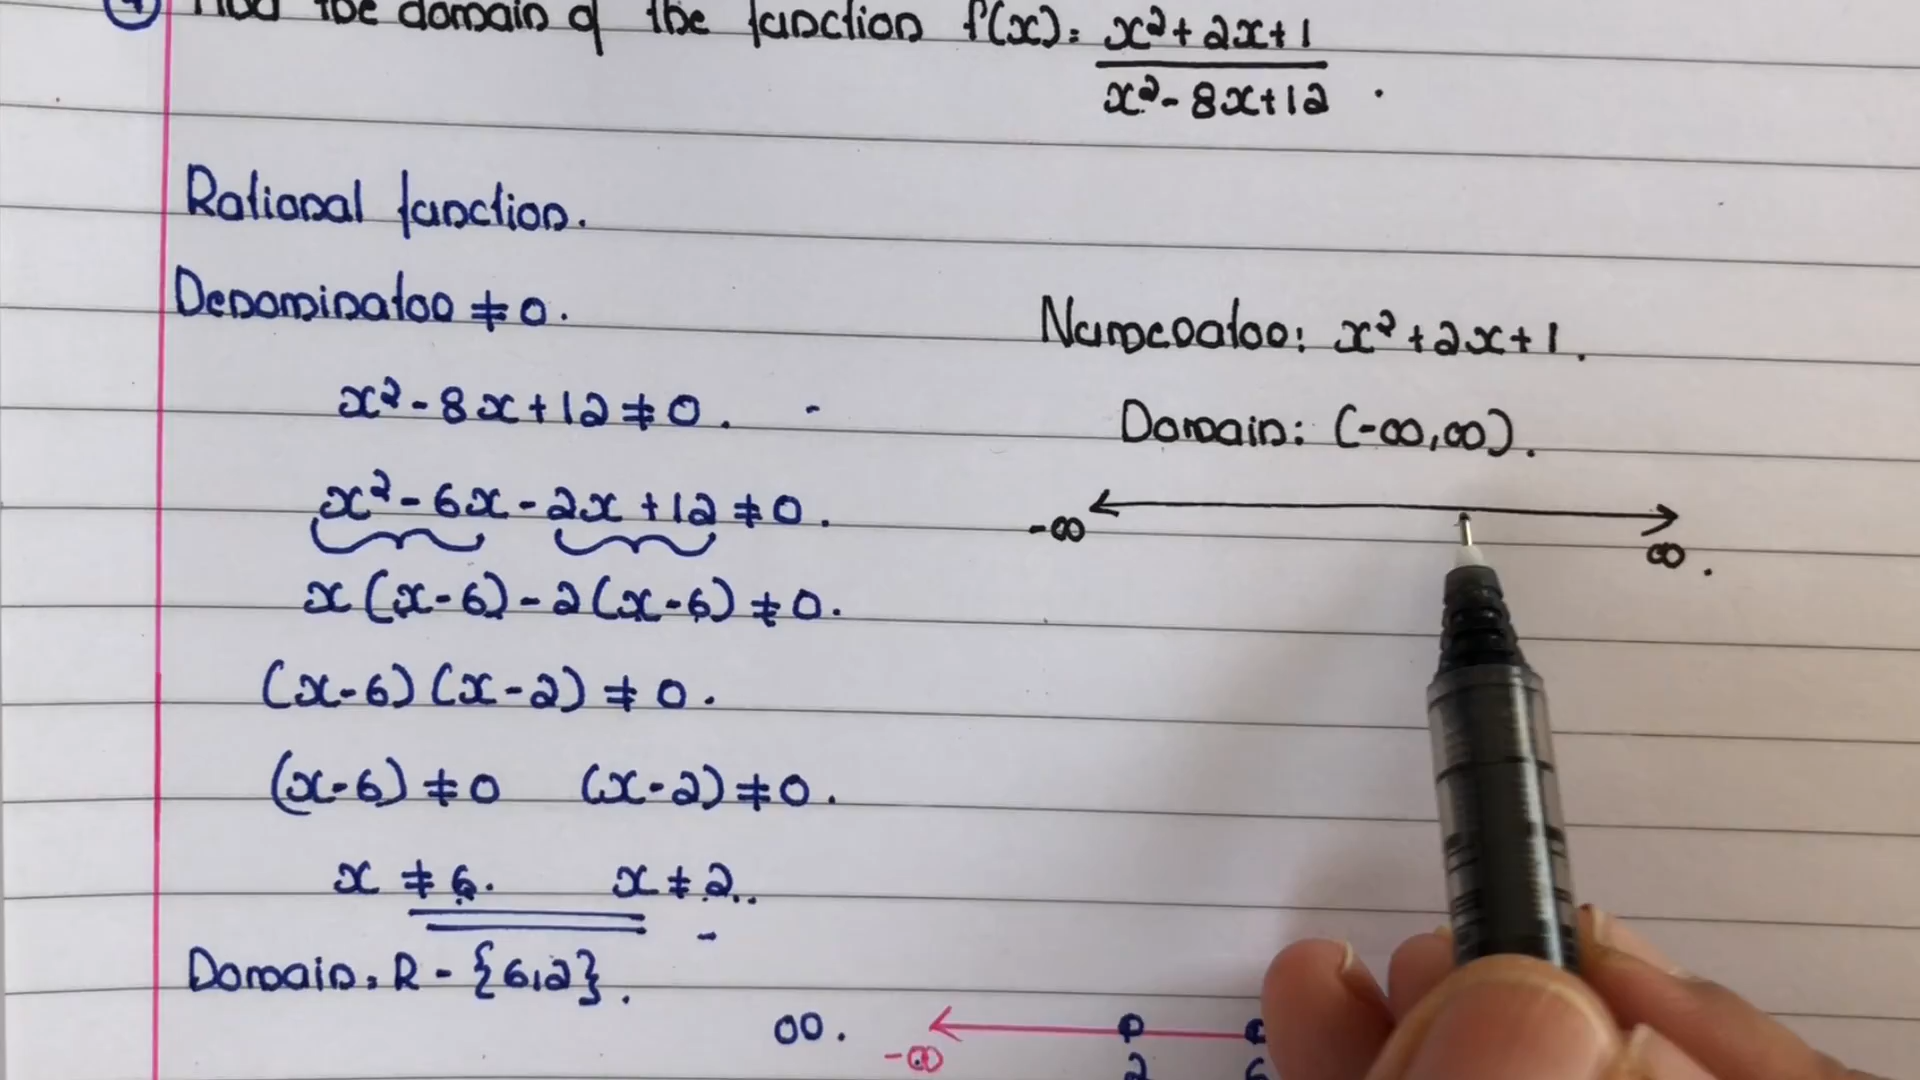 Find the domain of the function f(x) = x²+2x+1 / x²-8x+12 .
Rational function.
Denominator ≠ 0.
x² - 8x + 12 ≠ 0.
x² - 6x - 2x + 12 ≠ 0.
x(x-6) - 2(x-6) ≠ 0.
(x-6)(x-2) ≠ 0.
(x-6) ≠ 0 (x-2) ≠ 0.
x ≠ 6. x ≠ 2.
Domain = R - {6,2}.
Numerator: x² + 2x + 1.
Domain: (-∞,∞).
-∞ ∞.
-∞ 2 6